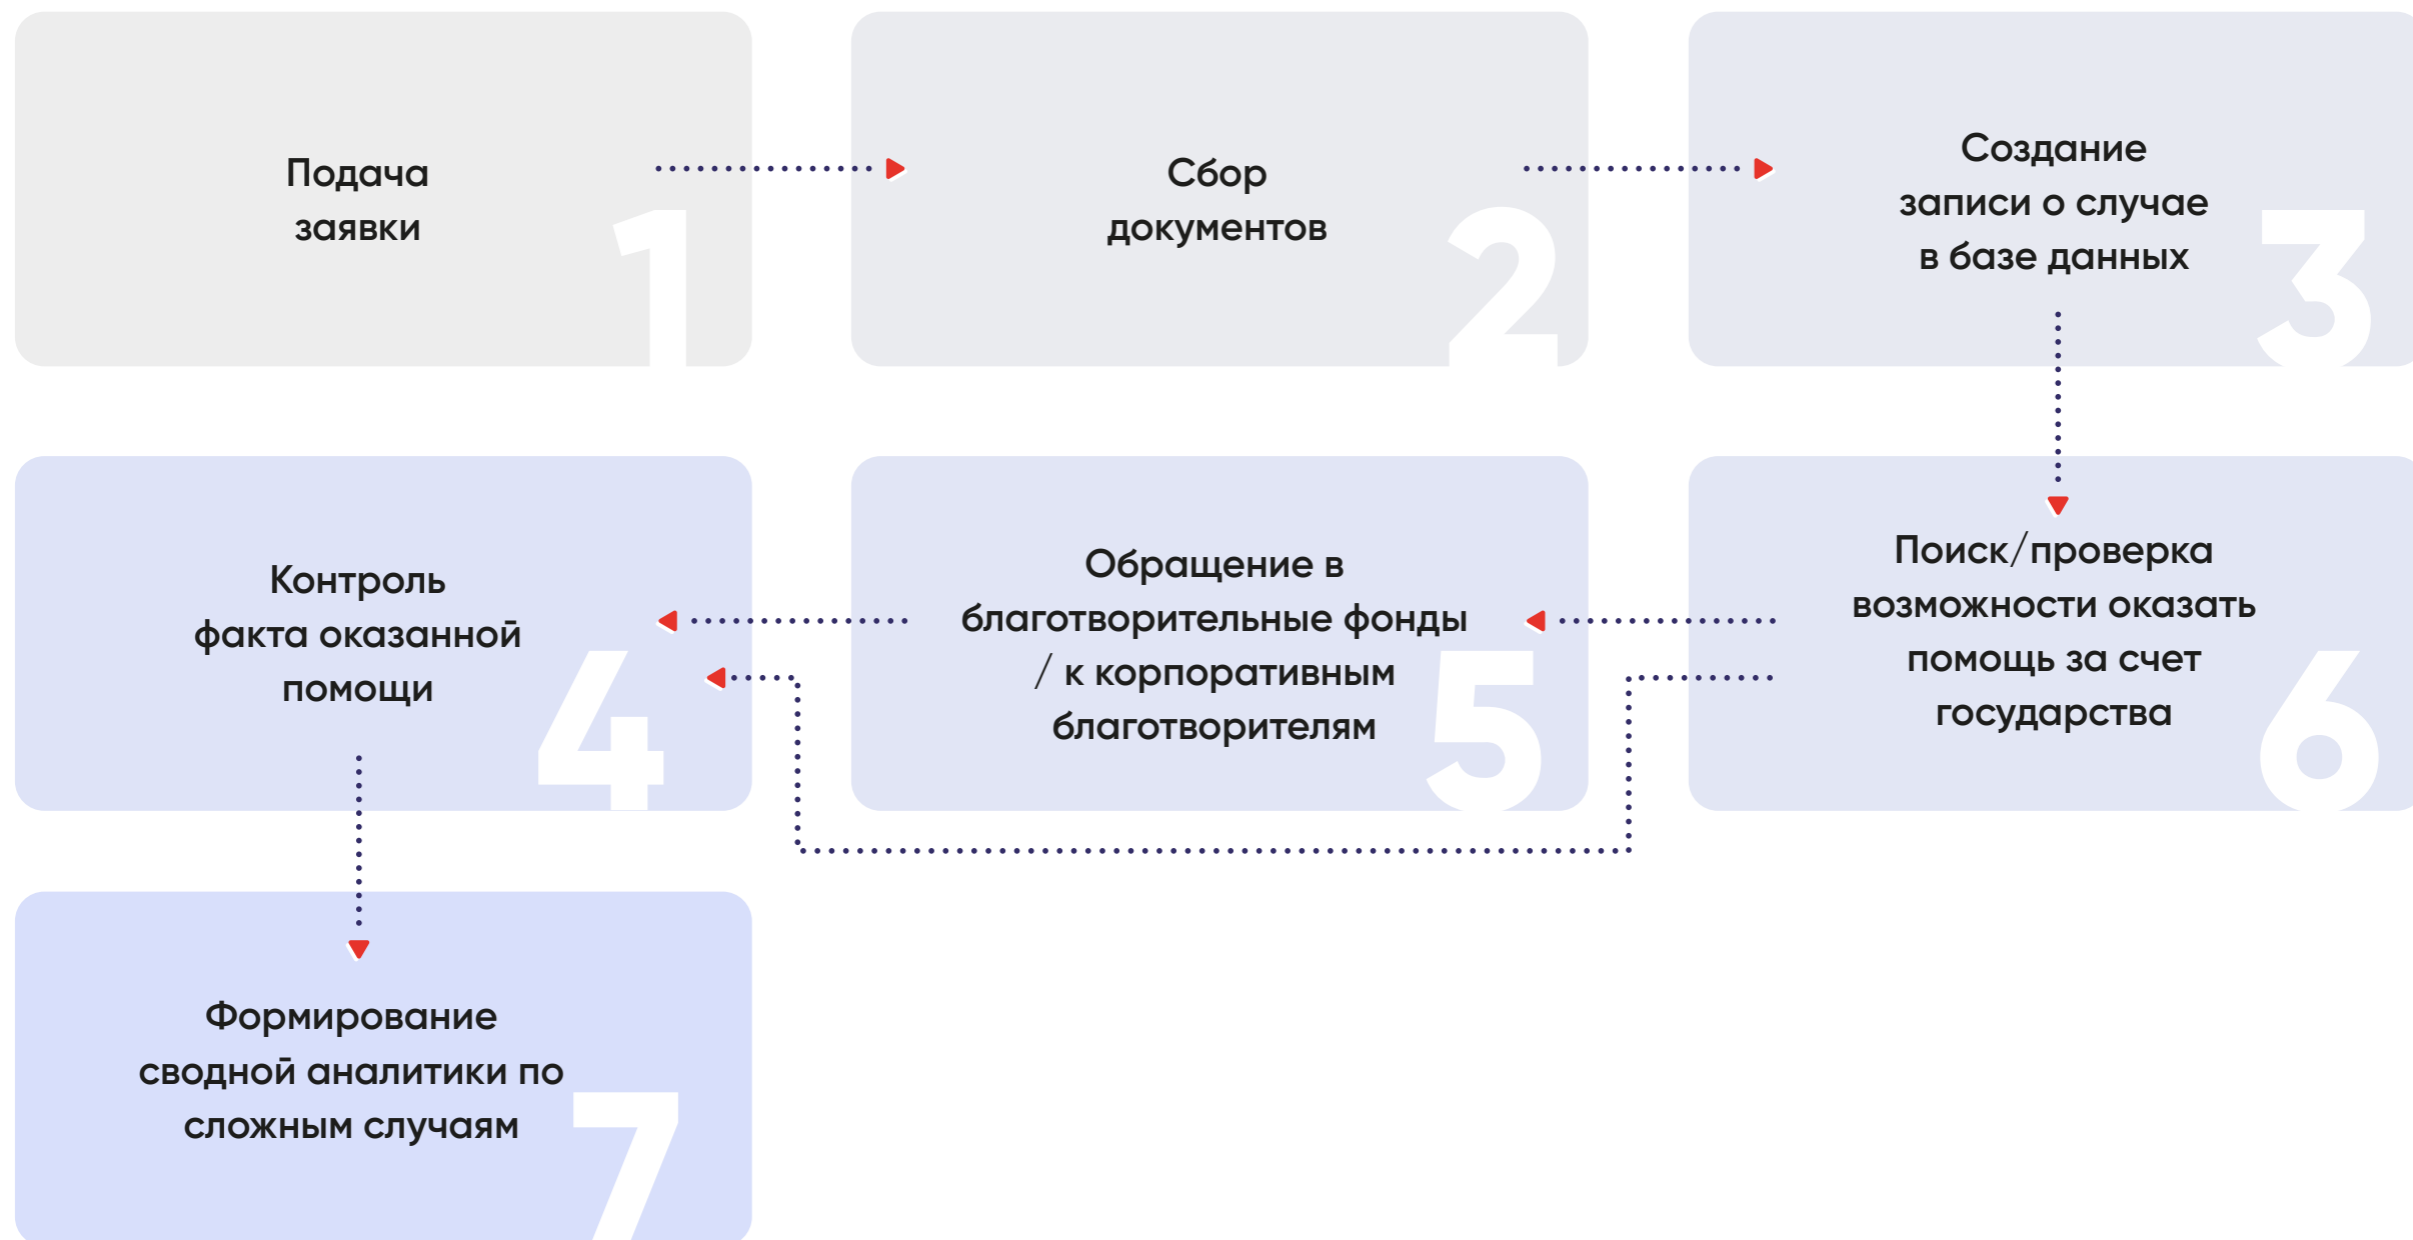 Подача
заявки
1
Сбор
документов
2
Создание
записи о случае
в базе данных
3
Контроль
факта оказанной
помощи
4
Обращение в
благотворительные фонды
/ к корпоративным
благотворителям
5
Поиск/проверка
возможности оказать
помощь за счет
государства
6
Формирование
сводной аналитики по
сложным случаям
7